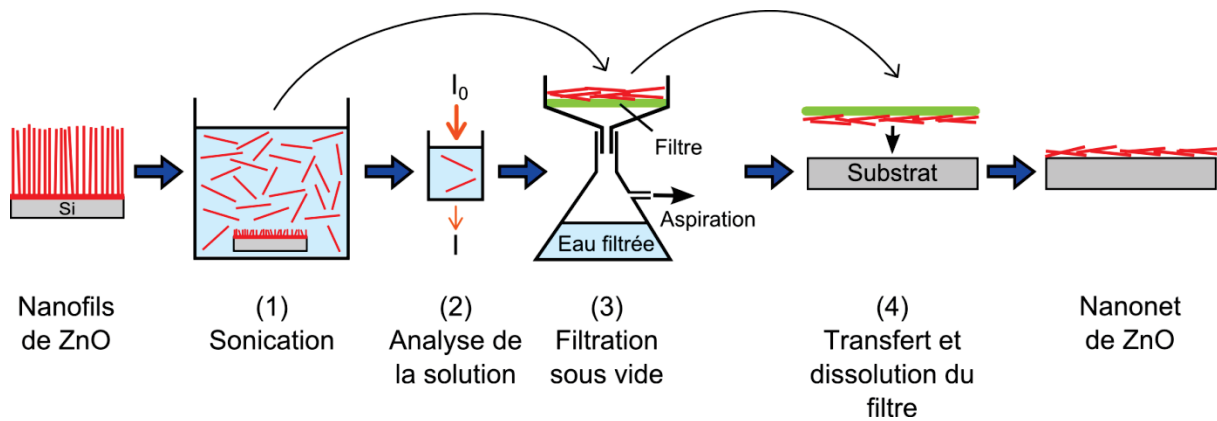 I0
Filtre
Substrat
Si
Aspiration
Eau filtrée
I
Nanofils
de ZnO
(1)
Sonication
(2)
Analyse de
la solution
(3)
Filtration
sous vide
(4)
Transfert et
dissolution du
filtre
Nanonet
de ZnO